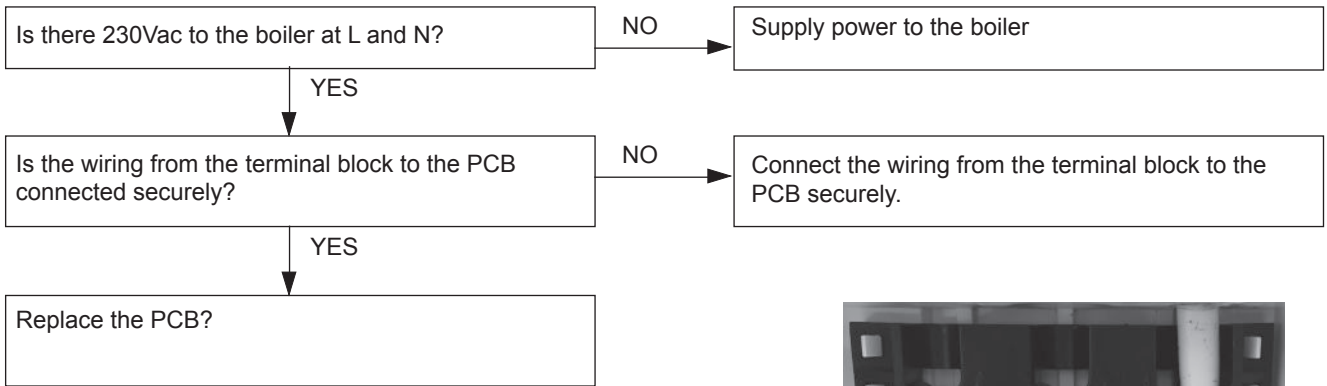 Is there 230Vac to the boiler at L and N?
NO
Supply power to the boiler
YES
Is the wiring from the terminal block to the PCB
connected securely?
NO
Connect the wiring from the terminal block to the
PCB securely.
YES
Replace the PCB?